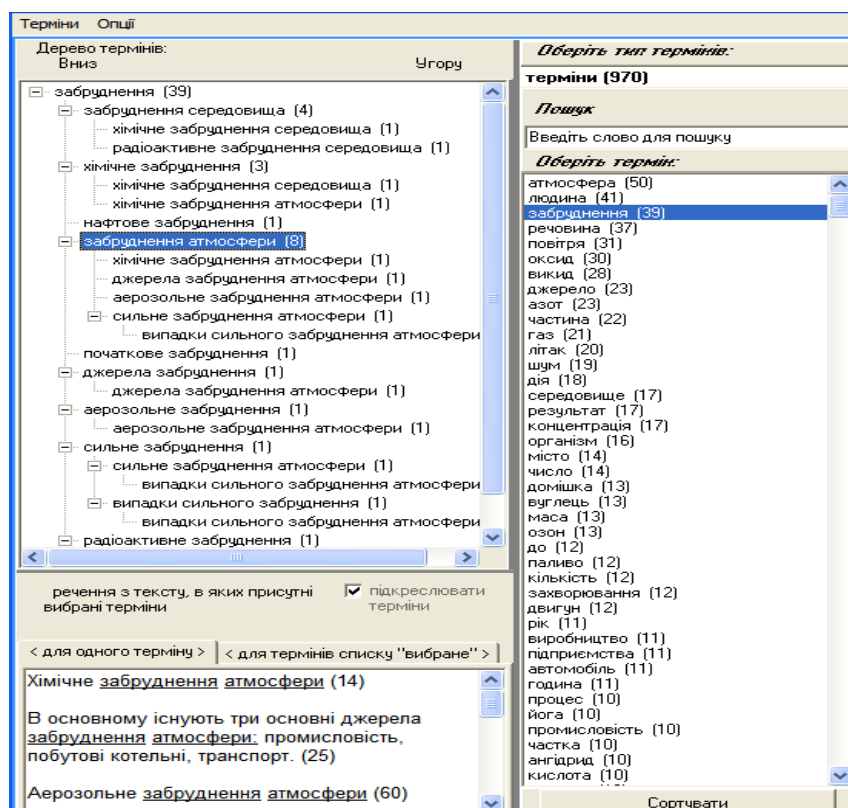 Терміни Опції
Дерево термінів:
Вниз Угору
забруднення (39)
забруднення середовища (4)
хімічне забруднення середовища (1)
радіоактивне забруднення середовища (1)
хімічне забруднення (3)
хімічне забруднення середовища (1)
хімічне забруднення атмосфери (1)
нафтове забруднення (1)
забруднення атмосфери (8)
хімічне забруднення атмосфери (1)
джерела забруднення атмосфери (1)
аерозольне забруднення атмосфери (1)
сильне забруднення атмосфери (1)
випадки сильного забруднення атмосфери
початкове забруднення (1)
джерела забруднення (1)
джерела забруднення атмосфери (1)
аерозольне забруднення (1)
аерозольне забруднення атмосфери (1)
сильне забруднення (1)
сильне забруднення атмосфери (1)
випадки сильного забруднення атмосфери
випадки сильного забруднення (1)
випадки сильного забруднення атмосфери
радіоактивне забруднення (1)
речення з тексту, в яких присутні
вибрані терміни
підкреслювати
терміни
< для одного терміну > < для термінів списку "вибране" >
Хімічне забруднення атмосфери (14)
В основному існують три основні джерела
забруднення атмосфери: промисловість,
побутові котельні, транспорт. (25)
Аерозольне забруднення атмосфери (60)
Оберіть тип термінів:
терміни (970)
Пошук
Введіть слово для пошуку
Оберіть термін:
атмосфера (50)
людина (41)
забруднення (39)
речовина (37)
повітря (31)
оксид (30)
викид (28)
джерело (23)
азот (23)
частина (22)
газ (21)
літак (20)
шум (19)
дія (18)
середовище (17)
результат (17)
концентрація (17)
організм (16)
місто (14)
число (14)
домішка (13)
вуглець (13)
маса (13)
озон (13)
до (12)
паливо (12)
кількість (12)
захворювання (12)
двигун (12)
рік (11)
виробництво (11)
підприємства (11)
автомобіль (11)
година (11)
процес (10)
йога (10)
промисловість (10)
частка (10)
ангідрид (10)
кислота (10)
Сортувати